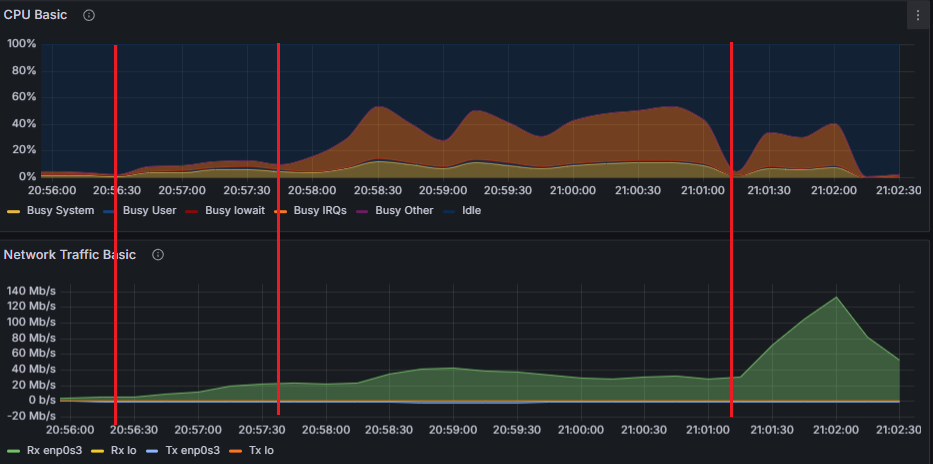 CPU Basic
100%
80%
60%
40%
20%
0%
20:56:00 20:56:30 20:57:00 20:57:30 20:58:00 20:58:30 20:59:00 20:59:30 21:00:00 21:00:30 21:01:00 21:01:30 21:02:00 21:02:30
Busy System Busy User Busy Iowait Busy IRQs Busy Other Idle
Network Traffic Basic
140 Mb/s
120 Mb/s
100 Mb/s
80 Mb/s
60 Mb/s
40 Mb/s
20 Mb/s
0 b/s
-20 Mb/s
20:56:00 20:56:30 20:57:00 20:57:30 20:58:00 20:58:30 20:59:00 20:59:30 21:00:00 21:00:30 21:01:00 21:01:30 21:02:00 21:02:30
Rx enp0s3 Rx lo Tx enp0s3 Tx lo